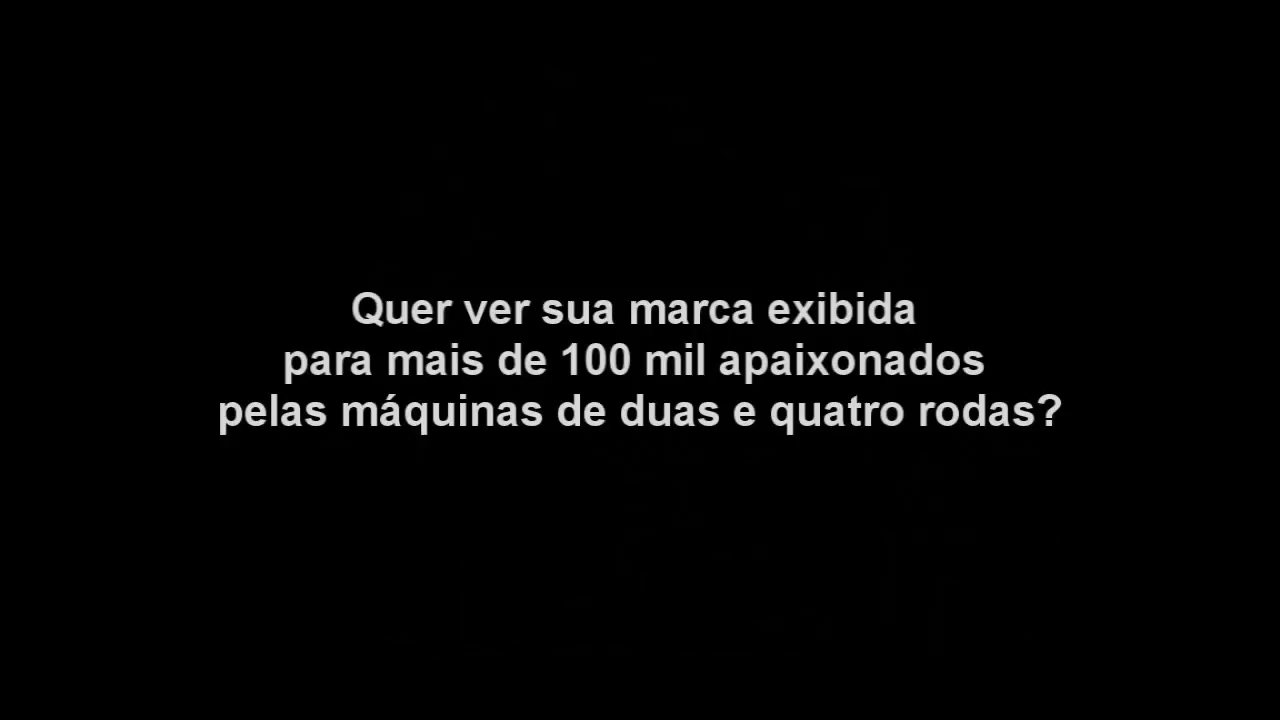 Quer ver sua marca exibida
para mais de 100 mil apaixonados
pelas máquinas de duas e quatro rodas?